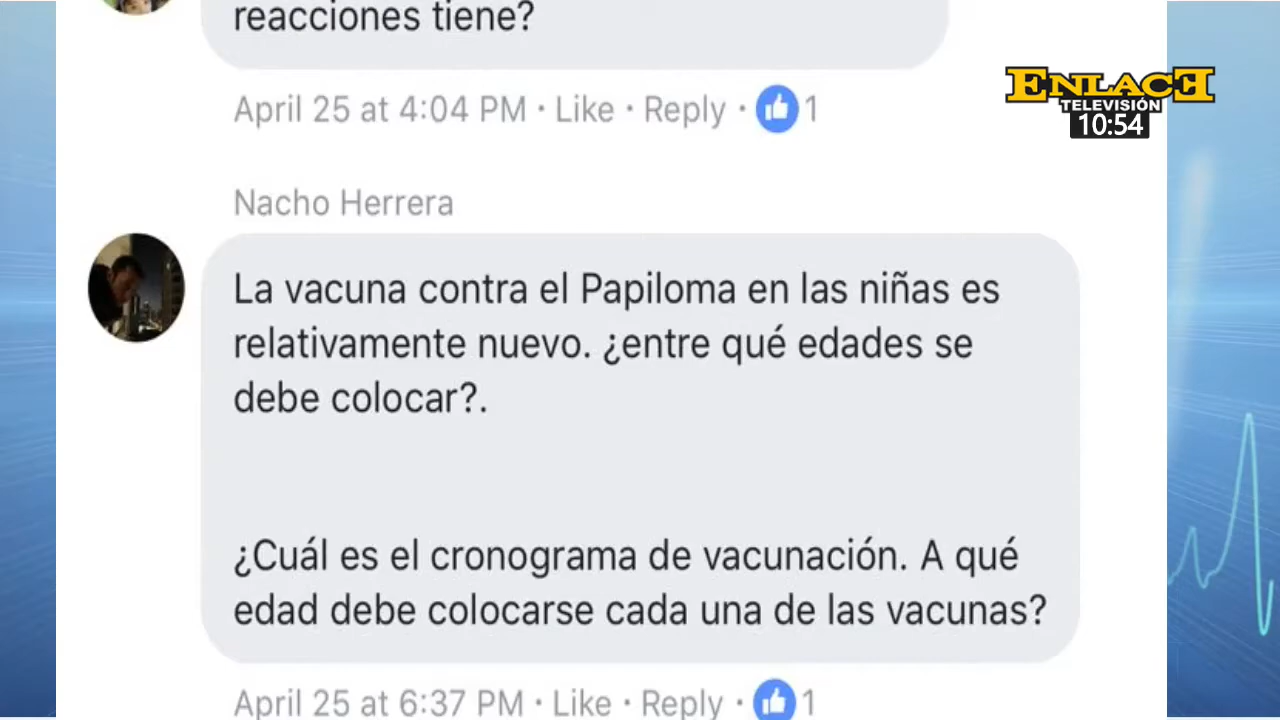 reacciones tiene?
April 25 at 4:04 PM · Like · Reply · 1
ENLACE
TELEVISIÓN
10:54
Nacho Herrera
La vacuna contra el Papiloma en las niñas es
relativamente nuevo. ¿entre qué edades se
debe colocar?.
¿Cuál es el cronograma de vacunación. A qué
edad debe colocarse cada una de las vacunas?
April 25 at 6:37 PM · Like · Reply · 1